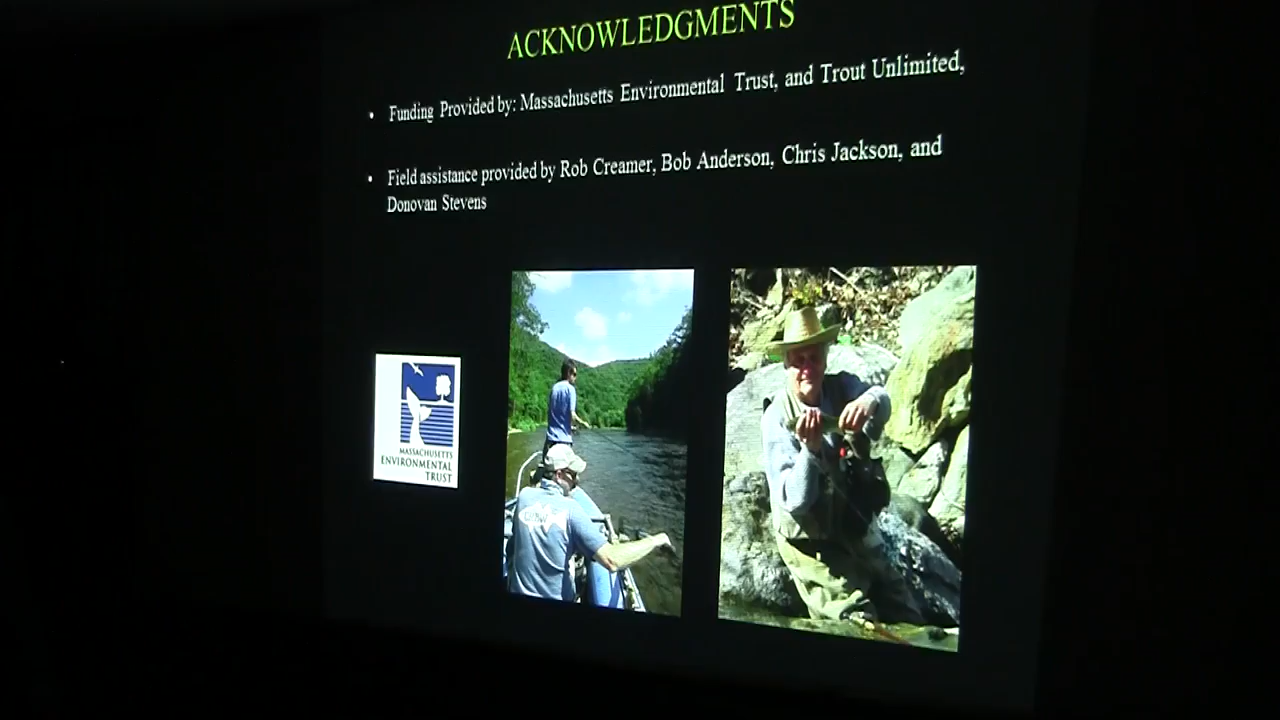 ACKNOWLEDGMENTS
• Funding Provided by: Massachusetts Environmental Trust, and Trout Unlimited,
• Field assistance provided by Rob Creamer, Bob Anderson, Chris Jackson, and
Donovan Stevens
MASSACHUSETTS
ENVIRONMENTAL
TRUST